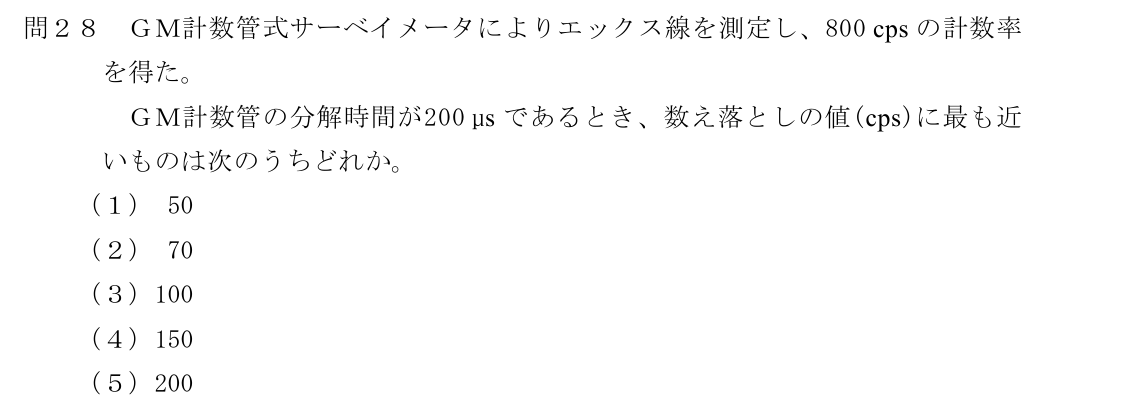 問２８　ＧＭ計数管式サーベイメータによりエックス線を測定し、800 cps の計数率
を得た。
ＧＭ計数管の分解時間が200 μs であるとき、数え落としの値(cps)に最も近
いものは次のうちどれか。
（１） 50
（２） 70
（３）100
（４）150
（５）200